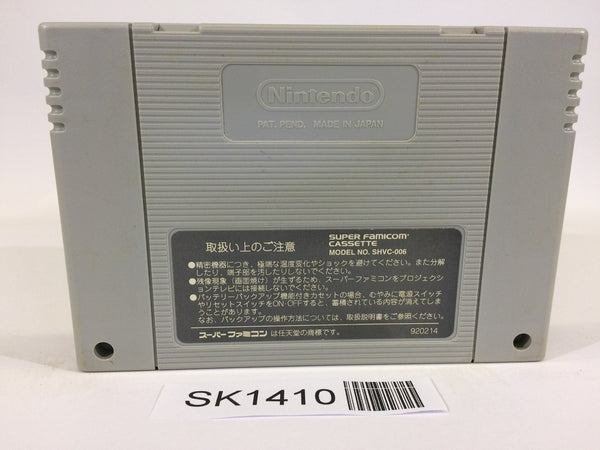 Nintendo
PAT. PEND. MADE IN JAPAN
SUPER FAMICOM
CASSETTE
MODEL NO. SHVC-006
取扱い上のご注意
●精密機器につき、極端な温度変化やショックを避けてください。また分解
したり、端子部を汚したりしないでください。
●残像現象(画面焼け)が生ずるため、スーパーファミコンをプロジェクシ
ョンテレビには接続しないでください。
●バッテリーバックアップ機能付きカセットの場合、むやみに電源スイッチ
やリセットスイッチをON-OFFすると、蓄積されている内容が消えてしま
うことがあります。
なお、バックアップの操作方法については、取扱説明書をご参照ください。
スーパーファミコン は任天堂の商標です。
920214
SK1410